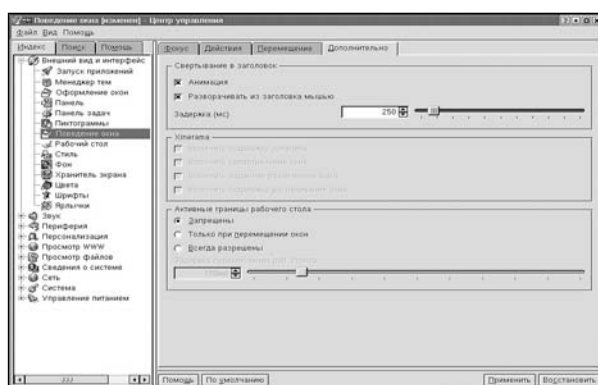 Поведение окна [изменен] - Центр управления
Файл Вид Помощь
Индекс Поиск Помощь
Внешний вид и интерфейс
Запуск приложений
Менеджер тем
Оформление окон
Панель
Панель задач
Пиктограммы
Поведение окна
Рабочий стол
Стиль
Фон
Хранитель экрана
Цвета
Шрифты
Ярлычки
Звук
Периферия
Персонализация
Просмотр WWW
Просмотр файлов
Сведения о системе
Сеть
Система
Управление питанием
Фокус Действия Перемещение Дополнительно
Свертывание в заголовок
Анимация
Разворачивать из заголовка мышью
Задержка (мс) 250
Xinerama
Активные границы рабочего стола
Запрещены
Только при перемещении окон
Всегда разрешены
Помощь По умолчанию Применить Восстановить